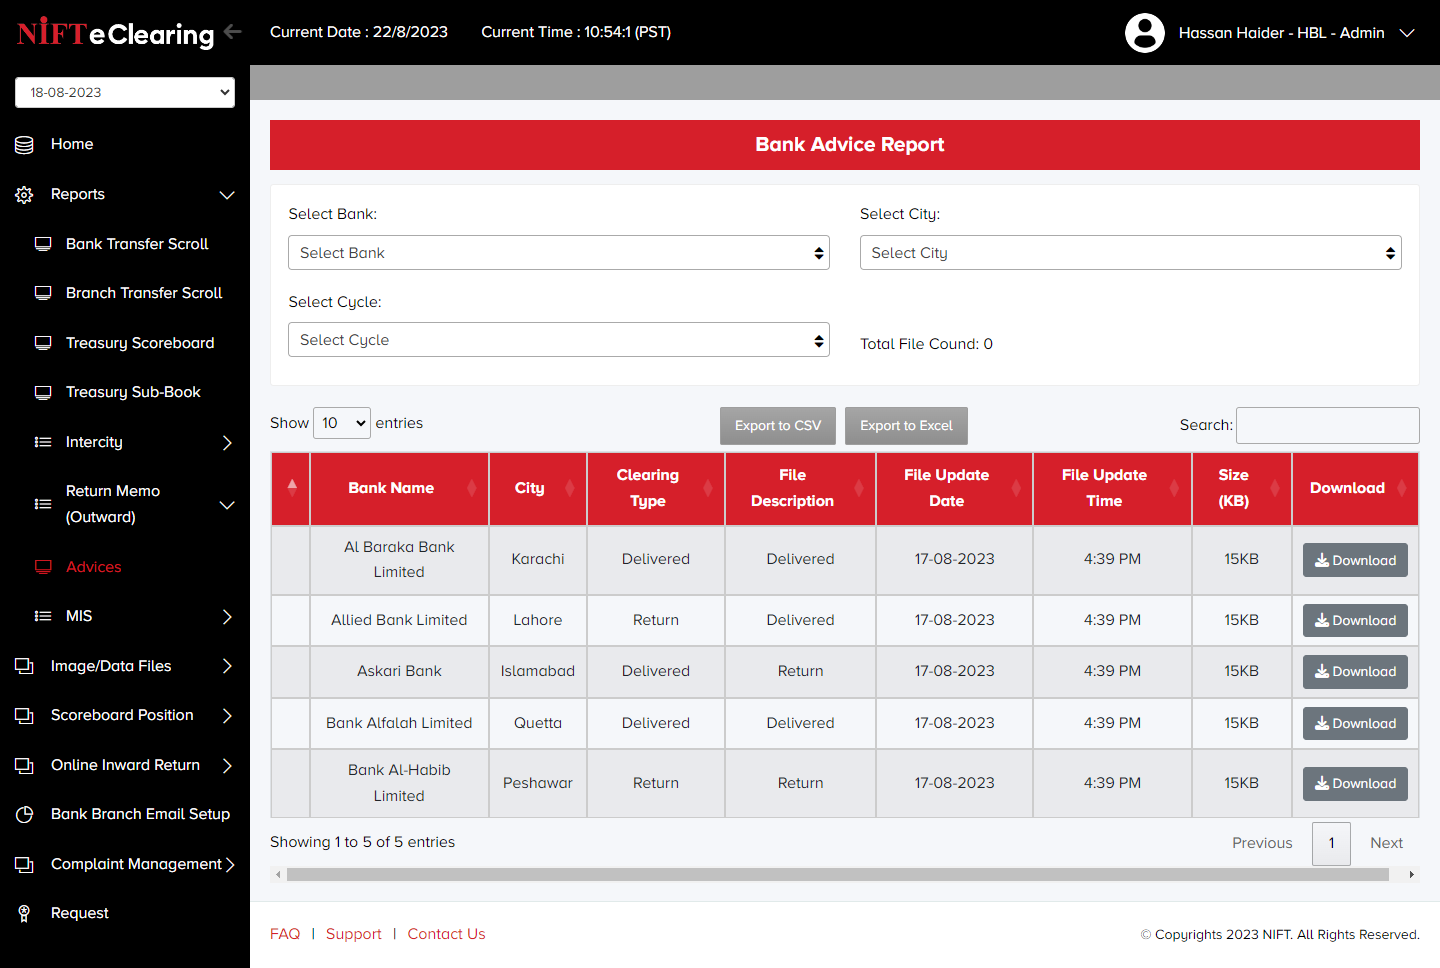 NIFT eClearing
Current Date : 22/8/2023
Current Time : 10:54:1 (PST)
Hassan Haider - HBL - Admin
18-08-2023
Home
Reports
Bank Transfer Scroll
Branch Transfer Scroll
Treasury Scoreboard
Treasury Sub-Book
Intercity
Return Memo
(Outward)
Advices
MIS
Image/Data Files
Scoreboard Position
Online Inward Return
Bank Branch Email Setup
Complaint Management
Request
Bank Advice Report
Select Bank:
Select Bank
Select City:
Select City
Select Cycle:
Select Cycle
Total File Cound: 0
Show 10 entries
Export to CSV
Export to Excel
Search:
Bank Name
City
Clearing
Type
File
Description
File Update
Date
File Update
Time
Size
(KB)
Download
Al Baraka Bank
Limited
Karachi
Delivered
Delivered
17-08-2023
4:39 PM
15KB
Download
Allied Bank Limited
Lahore
Return
Delivered
17-08-2023
4:39 PM
15KB
Download
Askari Bank
Islamabad
Delivered
Return
17-08-2023
4:39 PM
15KB
Download
Bank Alfalah Limited
Quetta
Delivered
Delivered
17-08-2023
4:39 PM
15KB
Download
Bank Al-Habib
Limited
Peshawar
Return
Return
17-08-2023
4:39 PM
15KB
Download
Showing 1 to 5 of 5 entries
Previous
1
Next
FAQ | Support | Contact Us
© Copyrights 2023 NIFT. All Rights Reserved.